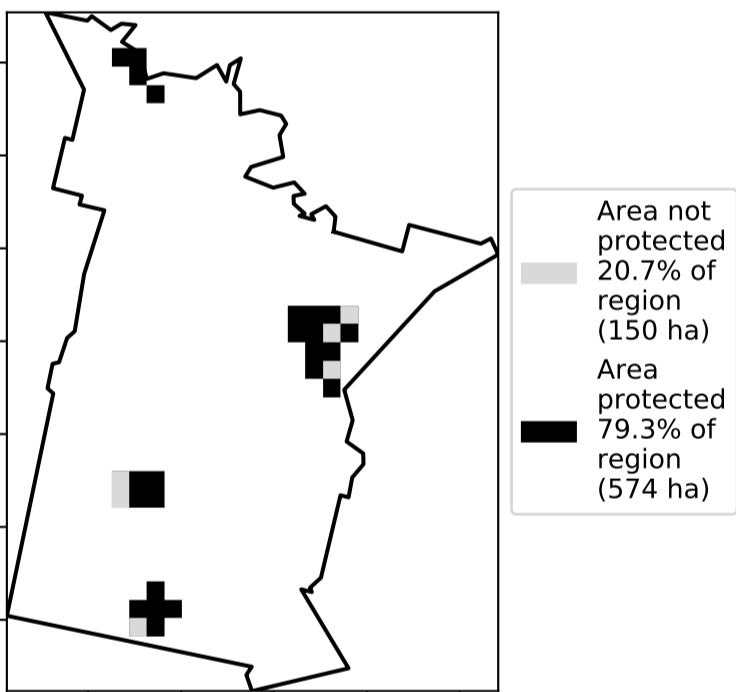 Area not
protected
20.7% of
region
(150 ha)
Area
protected
79.3% of
region
(574 ha)